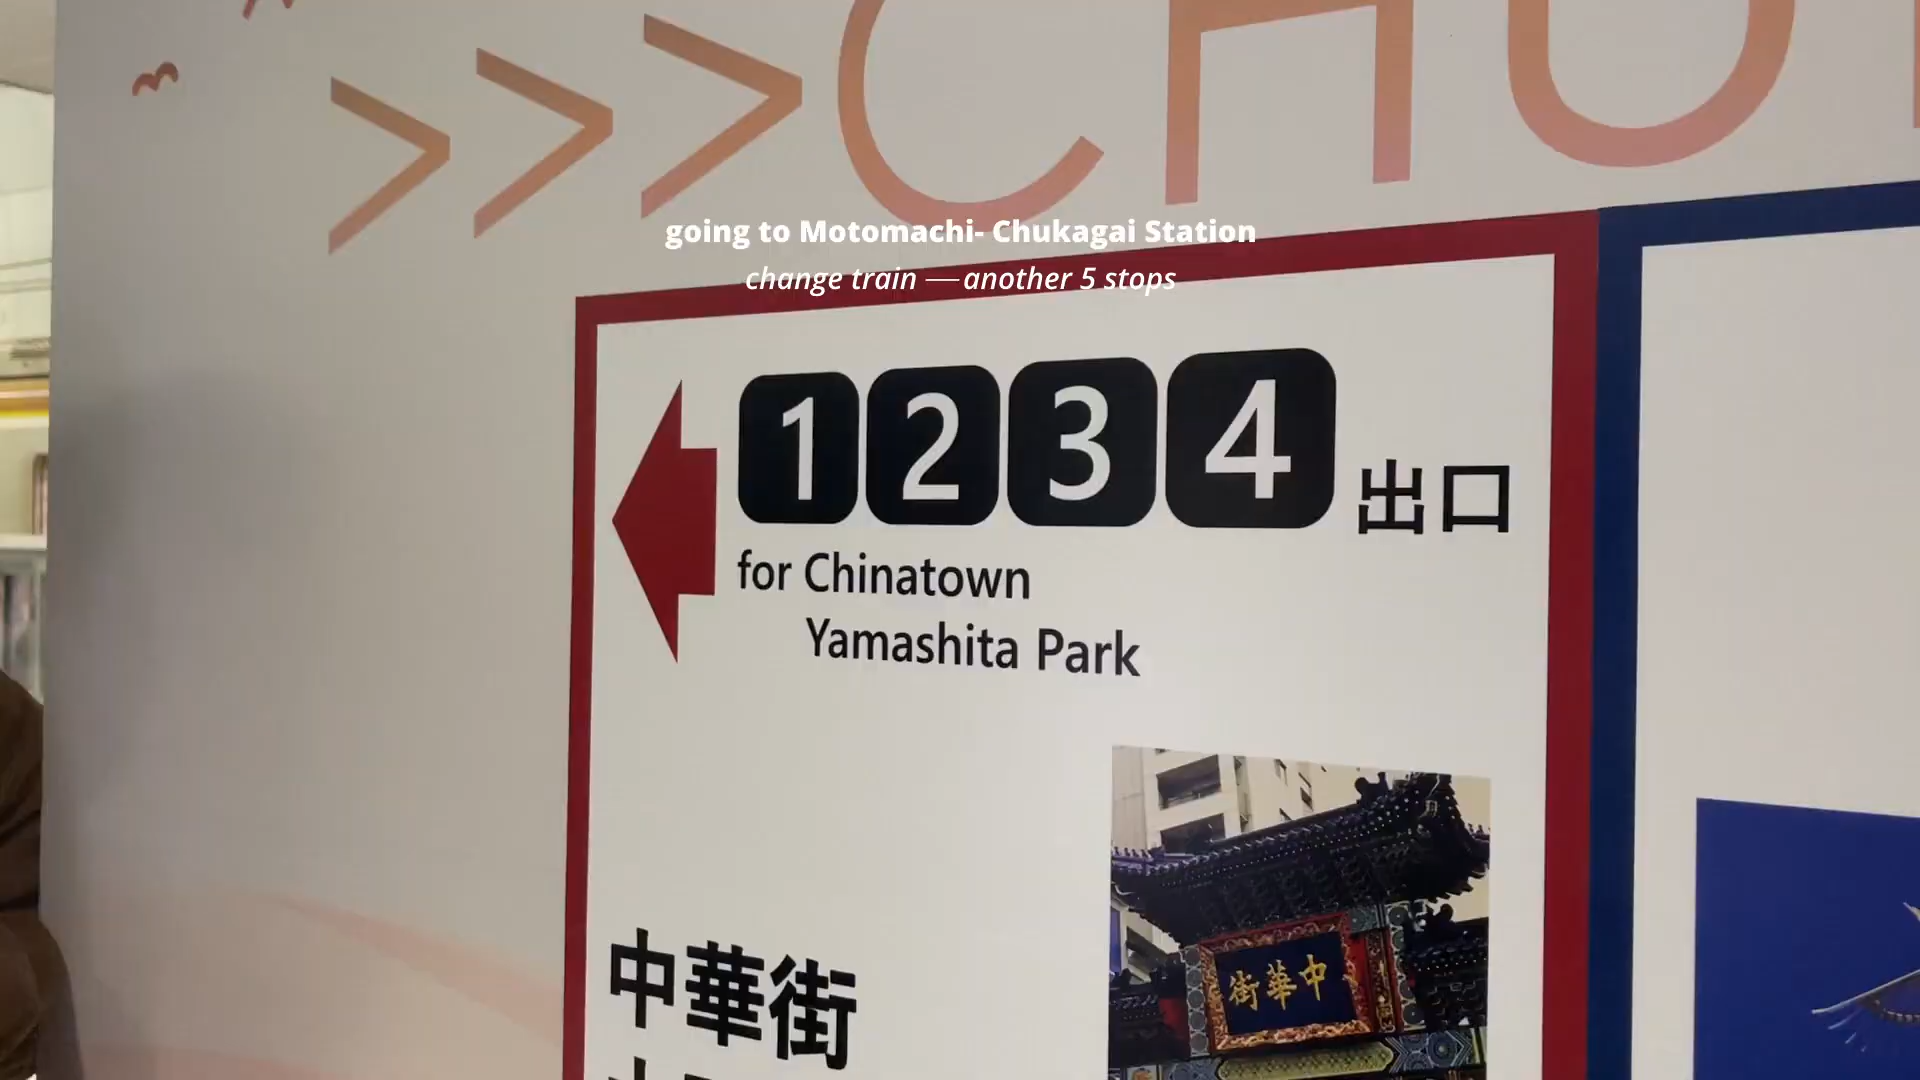 >>>CHU
going to Motomachi- Chukagai Station
change train — another 5 stops
1 2 3 4 出口
for Chinatown
Yamashita Park
中華街
街華中